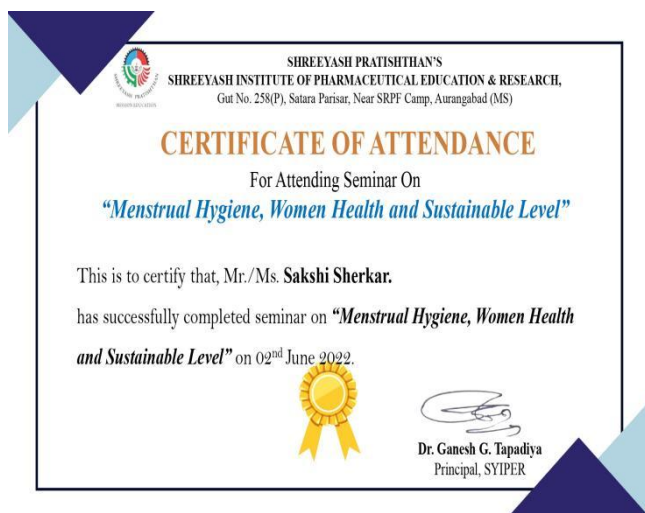 SHREEYASH PRATISHTHAN'S
SHREEYASH INSTITUTE OF PHARMACEUTICAL EDUCATION & RESEARCH,
Gut No. 258(P), Satara Parisar, Near SRPF Camp, Aurangabad (MS)
CERTIFICATE OF ATTENDANCE
For Attending Seminar On
“Menstrual Hygiene, Women Health and Sustainable Level”
This is to certify that, Mr./Ms. Sakshi Sherkar.
has successfully completed seminar on “Menstrual Hygiene, Women Health
and Sustainable Level” on 02nd June 2022.
Dr. Ganesh G. Tapadiya
Principal, SYIPER